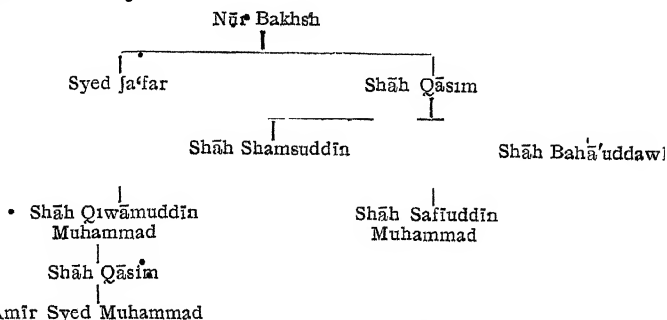 Nūr Bakhsh
Syed Ja‘far Shāh Qāsim
Shāh Shamsuddīn Shāh Bahā’uddawl
Shāh Qiwāmuddīn Shāh Safīuddīn
Muhammad Muhammad
Shāh Qāsim
Amīr Syed Muhammad